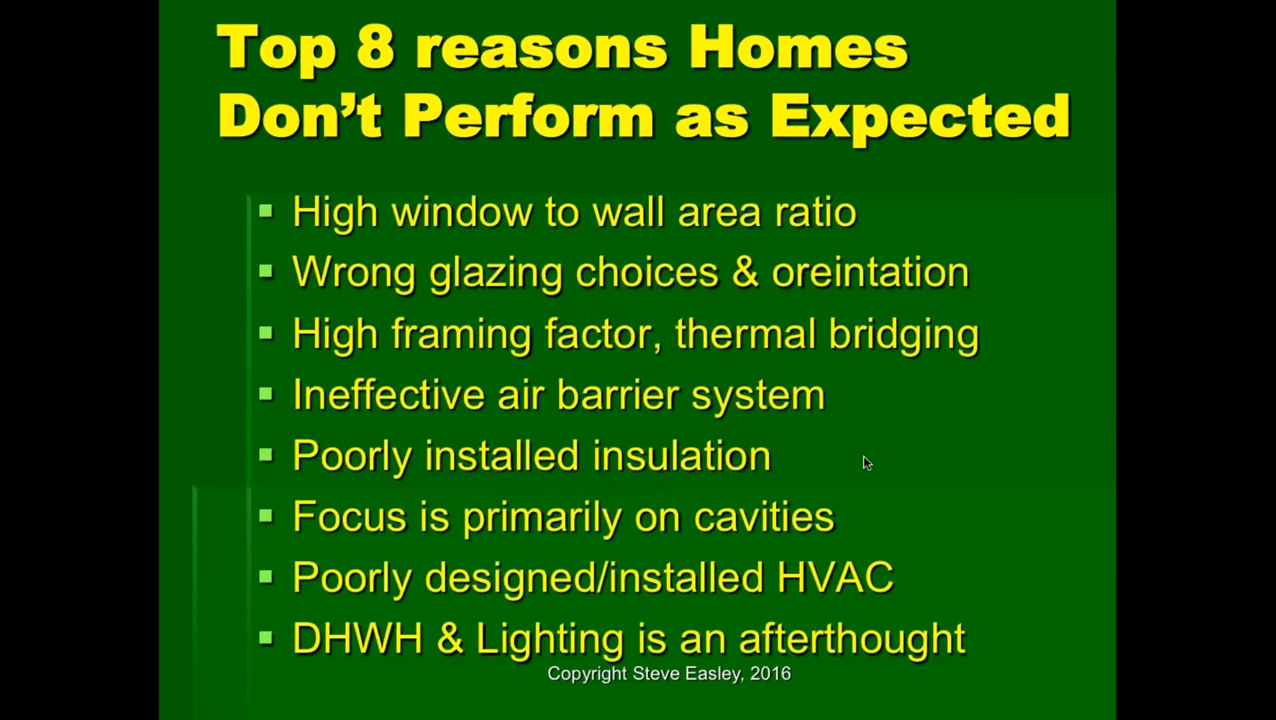 Top 8 reasons Homes
Don't Perform as Expected
High window to wall area ratio
Wrong glazing choices & oreintation
High framing factor, thermal bridging
Ineffective air barrier system
Poorly installed insulation
Focus is primarily on cavities
Poorly designed/installed HVAC
DHWH & Lighting is an afterthought
Copyright Steve Easley, 2016